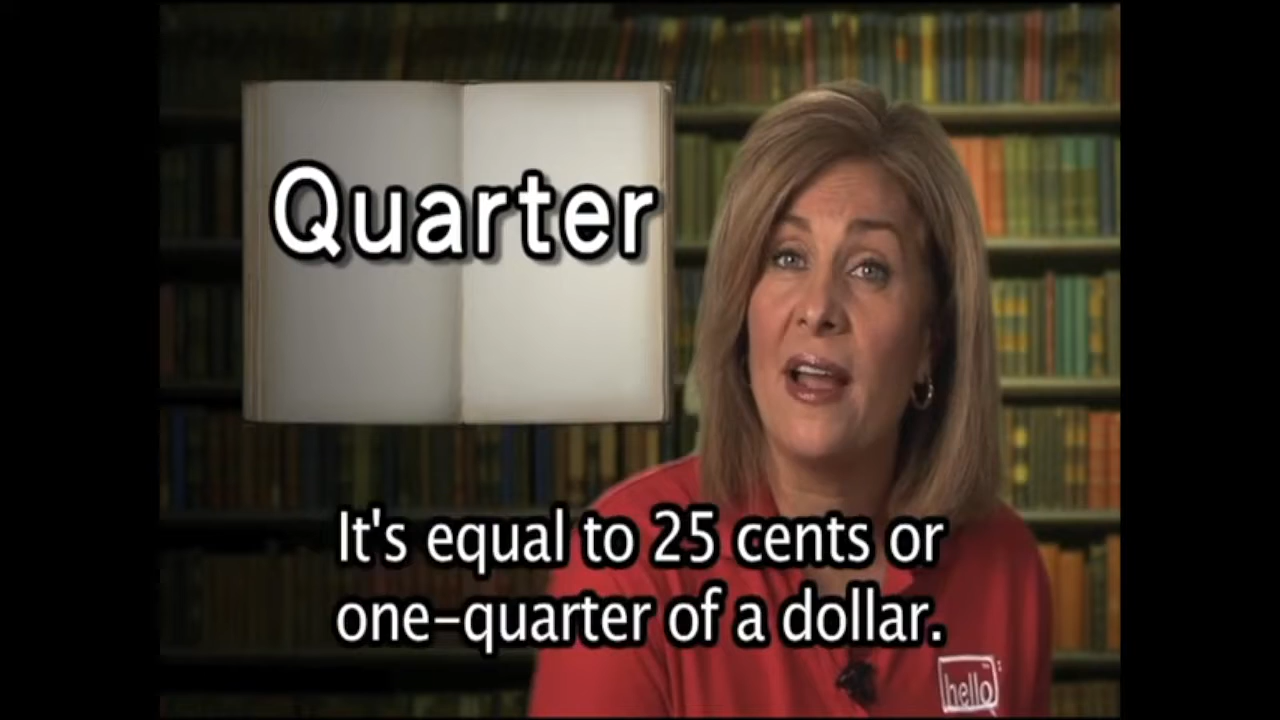 Quarter
It's equal to 25 cents or
one-quarter of a dollar.
hello